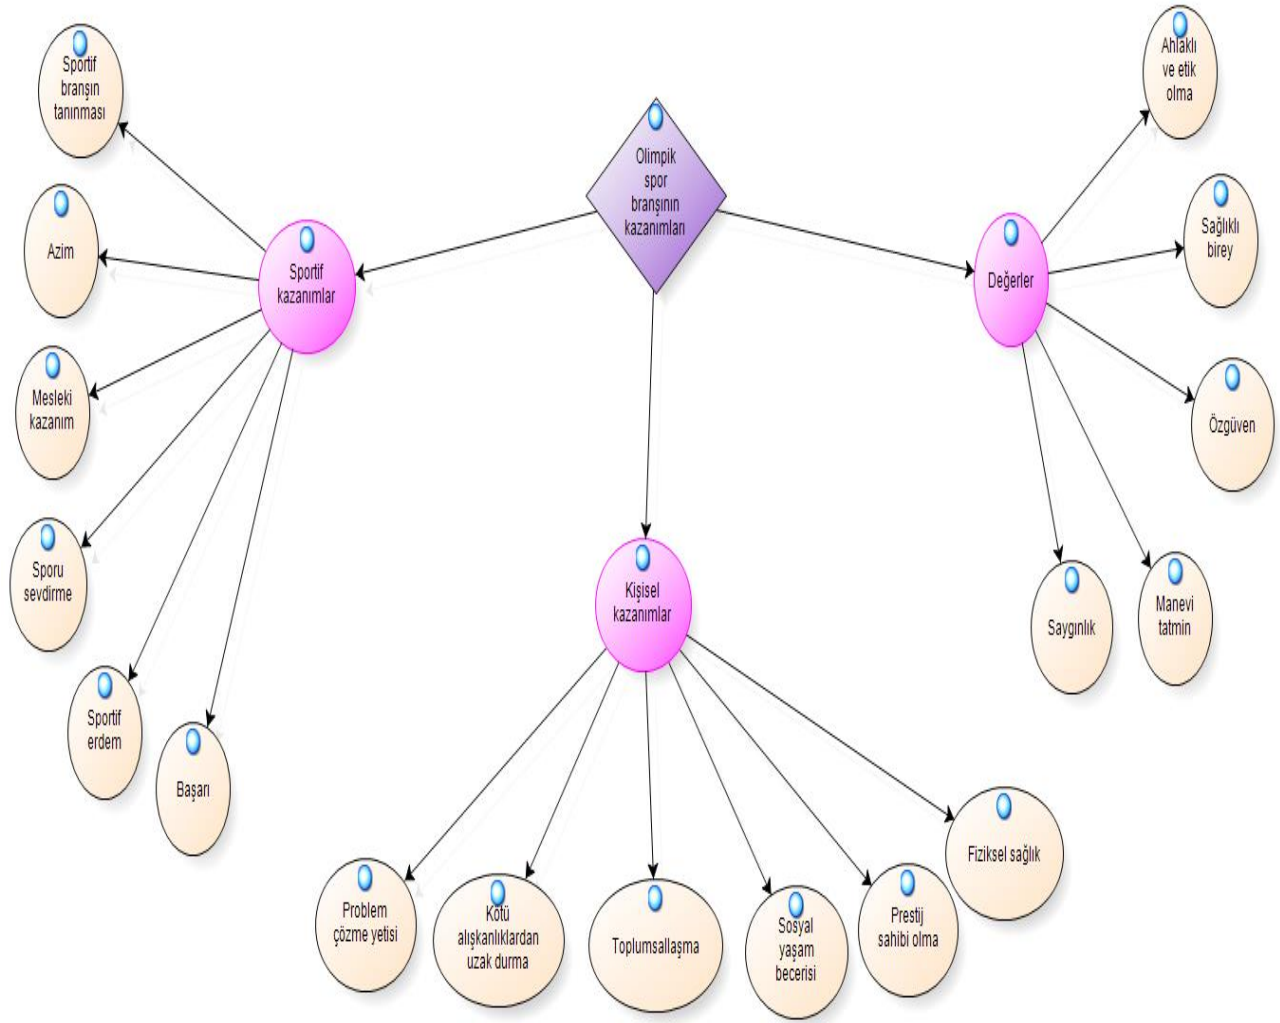 Olimpik
spor
branşının
kazanımları
Sportif
kazanımlar
Sportif
branşın
tanınması
Azim
Mesleki
kazanım
Sporu
sevdirme
Sportif
erdem
Başarı
Kişisel
kazanımlar
Problem
çözme yetisi
Kötü
alışkanlıklardan
uzak durma
Toplumsallaşma
Sosyal
yaşam
becerisi
Prestij
sahibi olma
Fiziksel sağlık
Değerler
Ahlaklı
ve etik
olma
Sağlıklı
birey
Özgüven
Manevi
tatmin
Saygınlık